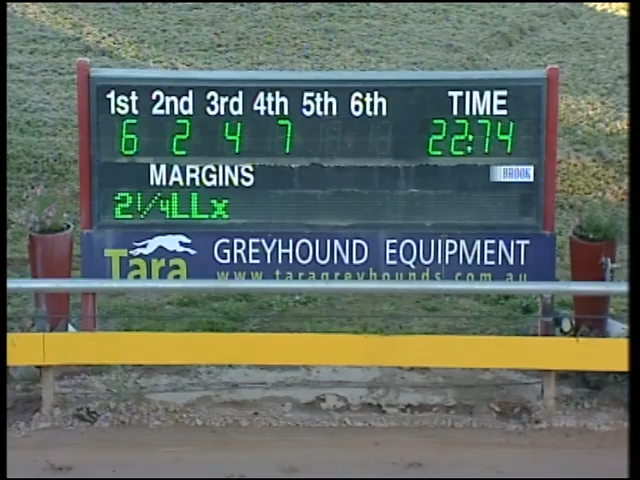 1st 2nd 3rd 4th 5th 6th TIME
6 2 4 7 22:74
MARGINS BROOK
2¼LLx
Tara GREYHOUND EQUIPMENT
www.taragreyhounds.com.au